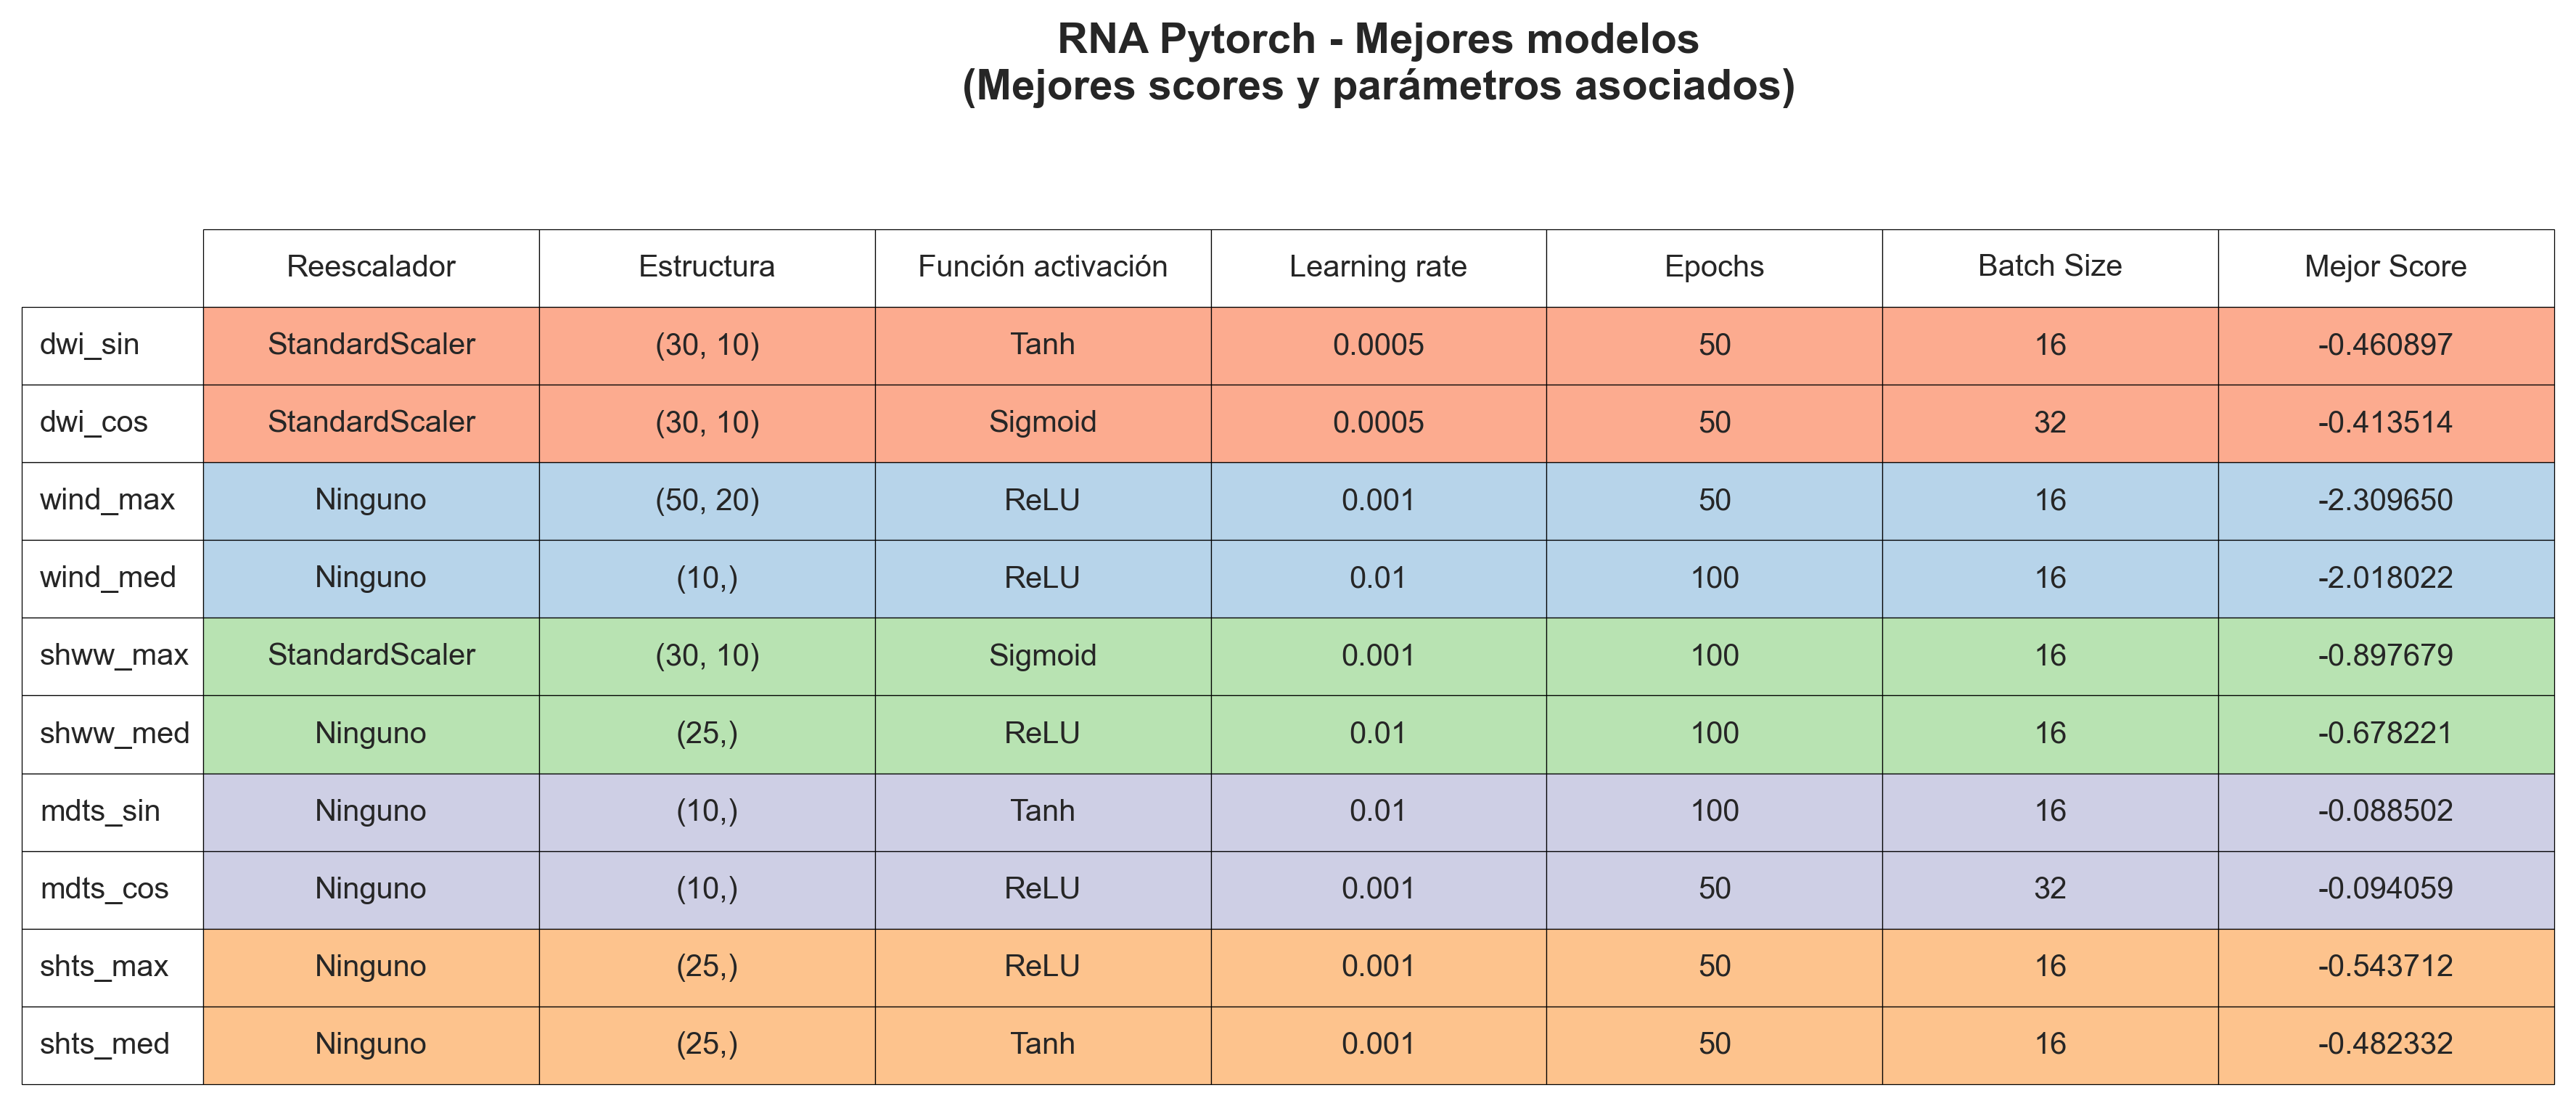 RNA Pytorch - Mejores modelos
(Mejores scores y parámetros asociados)
Reescalador Estructura Función activación Learning rate Epochs Batch Size Mejor Score
dwi_sin StandardScaler (30, 10) Tanh 0.0005 50 16 -0.460897
dwi_cos StandardScaler (30, 10) Sigmoid 0.0005 50 32 -0.413514
wind_max Ninguno (50, 20) ReLU 0.001 50 16 -2.309650
wind_med Ninguno (10,) ReLU 0.01 100 16 -2.018022
shww_max StandardScaler (30, 10) Sigmoid 0.001 100 16 -0.897679
shww_med Ninguno (25,) ReLU 0.01 100 16 -0.678221
mdts_sin Ninguno (10,) Tanh 0.01 100 16 -0.088502
mdts_cos Ninguno (10,) ReLU 0.001 50 32 -0.094059
shts_max Ninguno (25,) ReLU 0.001 50 16 -0.543712
shts_med Ninguno (25,) Tanh 0.001 50 16 -0.482332